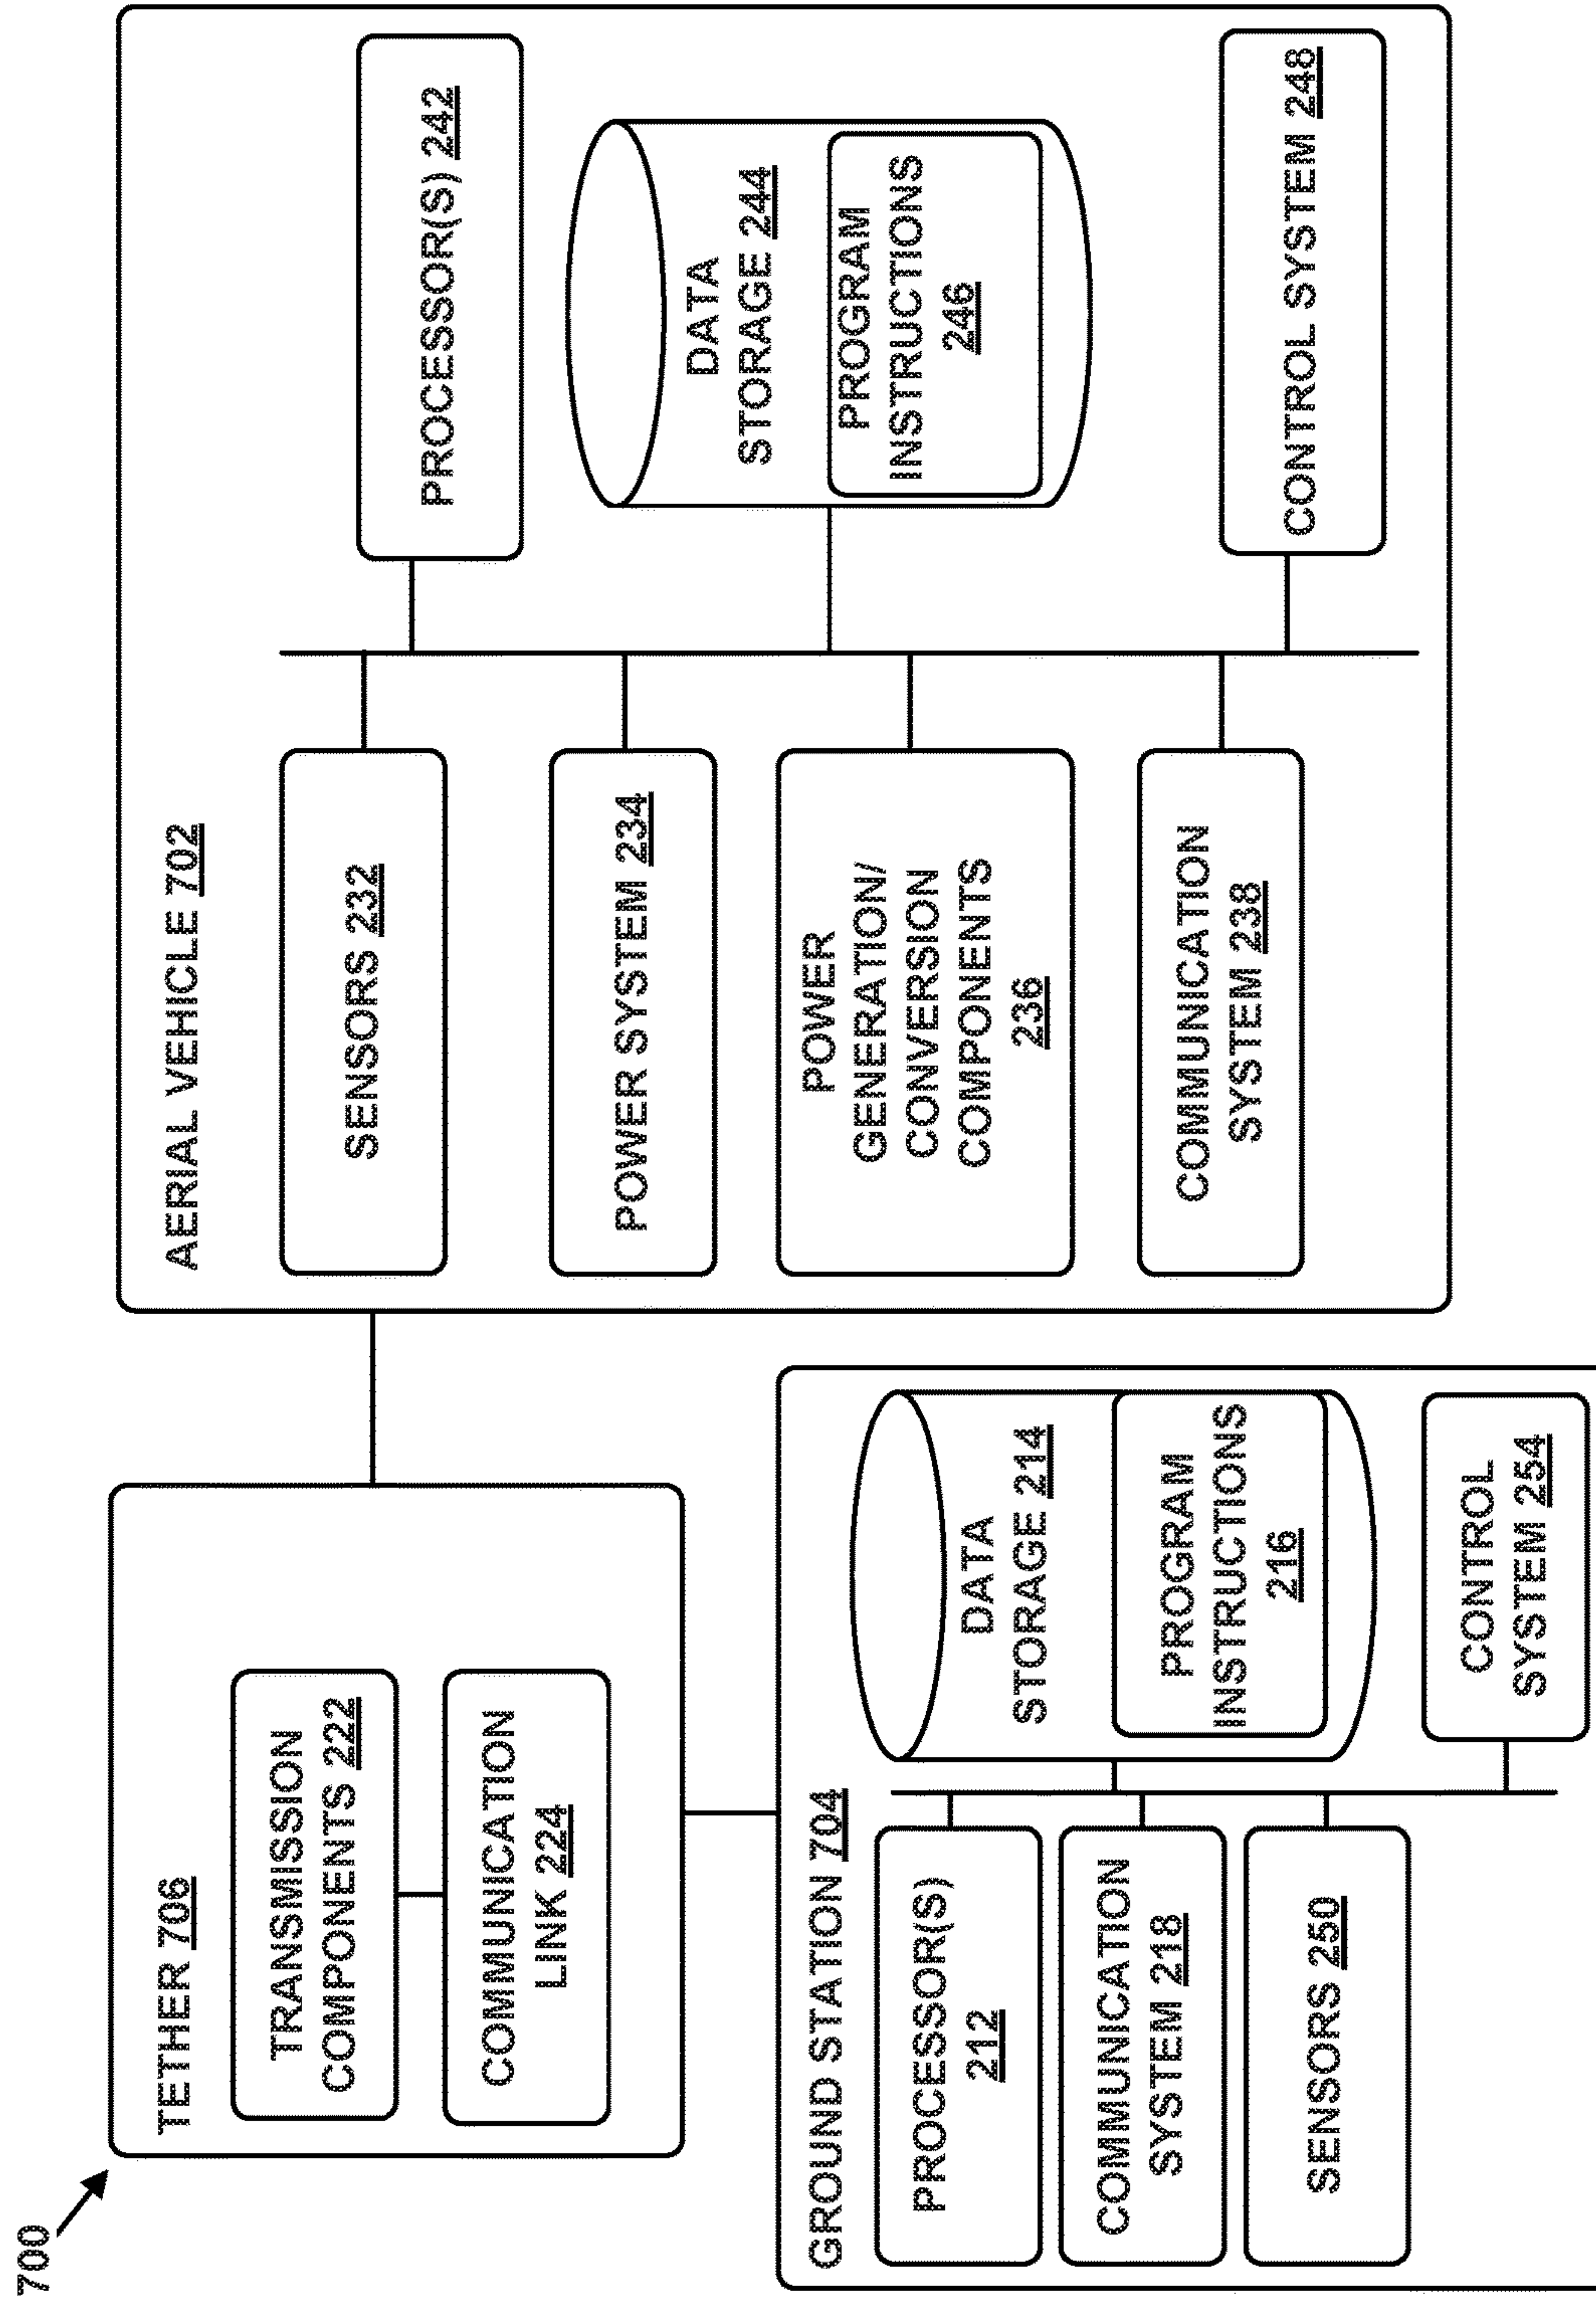 700
TETHER 706
TRANSMISSION
COMPONENTS 222
COMMUNICATION
LINK 224
GROUND STATION 704
PROCESSOR(S)
212
COMMUNICATION
SYSTEM 218
SENSORS 250
DATA
STORAGE 214
PROGRAM
INSTRUCTIONS
216
CONTROL
SYSTEM 254
AERIAL VEHICLE 702
SENSORS 232
POWER SYSTEM 234
POWER
GENERATION/
CONVERSION
COMPONENTS
236
COMMUNICATION
SYSTEM 238
PROCESSOR(S) 242
DATA
STORAGE 244
PROGRAM
INSTRUCTIONS
246
CONTROL SYSTEM 248